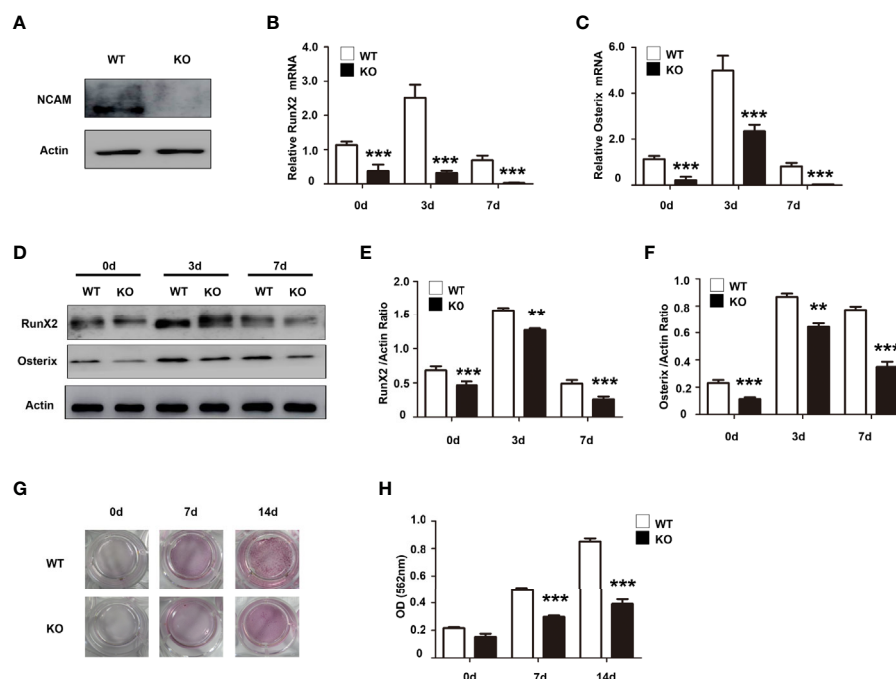 A
WT KO
NCAM
Actin
B
Relative RunX2 mRNA
4.0
3.0
2.0
1.0
0
WT
KO
***
***
***
0d 3d 7d
C
Relative Osterix mRNA
6.0
4.0
2.0
0
WT
KO
***
***
***
0d 3d 7d
D
0d 3d 7d
WT KO WT KO WT KO
RunX2
Osterix
Actin
E
RunX2 /Actin Ratio
2.0
1.5
1.0
0.5
0
WT
KO
***
**
***
0d 3d 7d
F
Osterix /Actin Ratio
1.0
0.8
0.6
0.4
0.2
0
WT
KO
***
**
***
0d 3d 7d
G
0d 7d 14d
WT
KO
H
OD (562nm)
1.0
0.8
0.6
0.4
0.2
0
WT
KO
***
***
0d 7d 14d